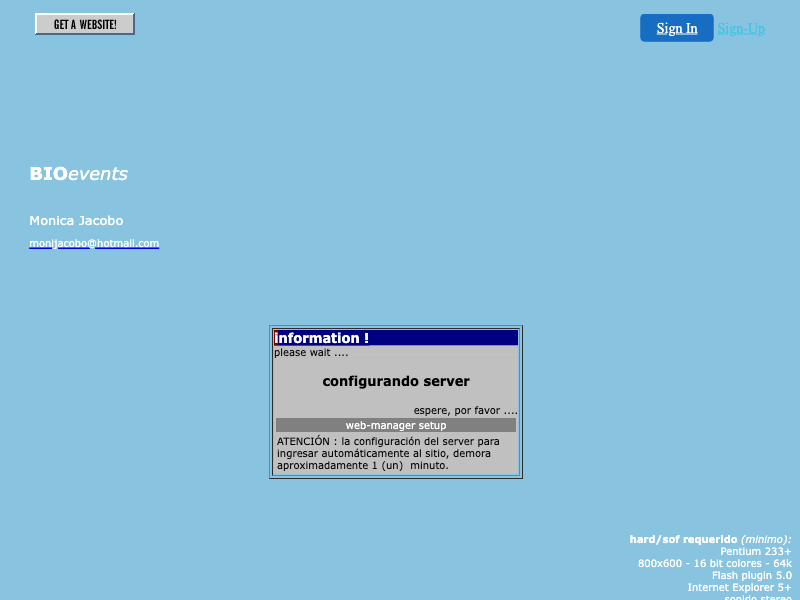 GET A WEBSITE!
Sign In Sign-Up
BIOevents
Monica Jacobo
monijacobo@hotmail.com
information !
please wait ....
configurando server
espere, por favor ....
web-manager setup
ATENCIÓN : la configuración del server para
ingresar automáticamente al sitio, demora
aproximadamente 1 (un) minuto.
hard/sof requerido (minimo):
Pentium 233+
800x600 - 16 bit colores - 64k
Flash plugin 5.0
Internet Explorer 5+
sonido stereo